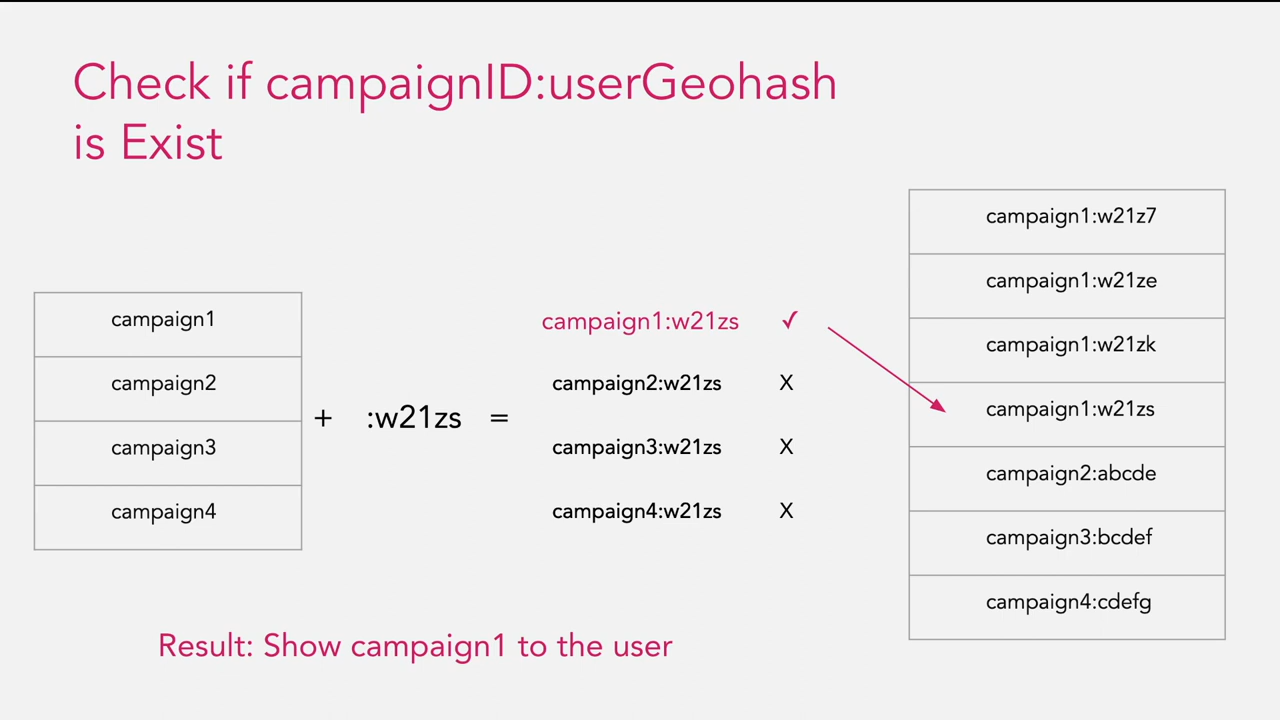 Check if campaignID:userGeohash
is Exist
campaign1
campaign2
campaign3
campaign4
+ :w21zs =
campaign1:w21zs ✓
campaign2:w21zs X
campaign3:w21zs X
campaign4:w21zs X
campaign1:w21z7
campaign1:w21ze
campaign1:w21zk
campaign1:w21zs
campaign2:abcde
campaign3:bcdef
campaign4:cdefg
Result: Show campaign1 to the user